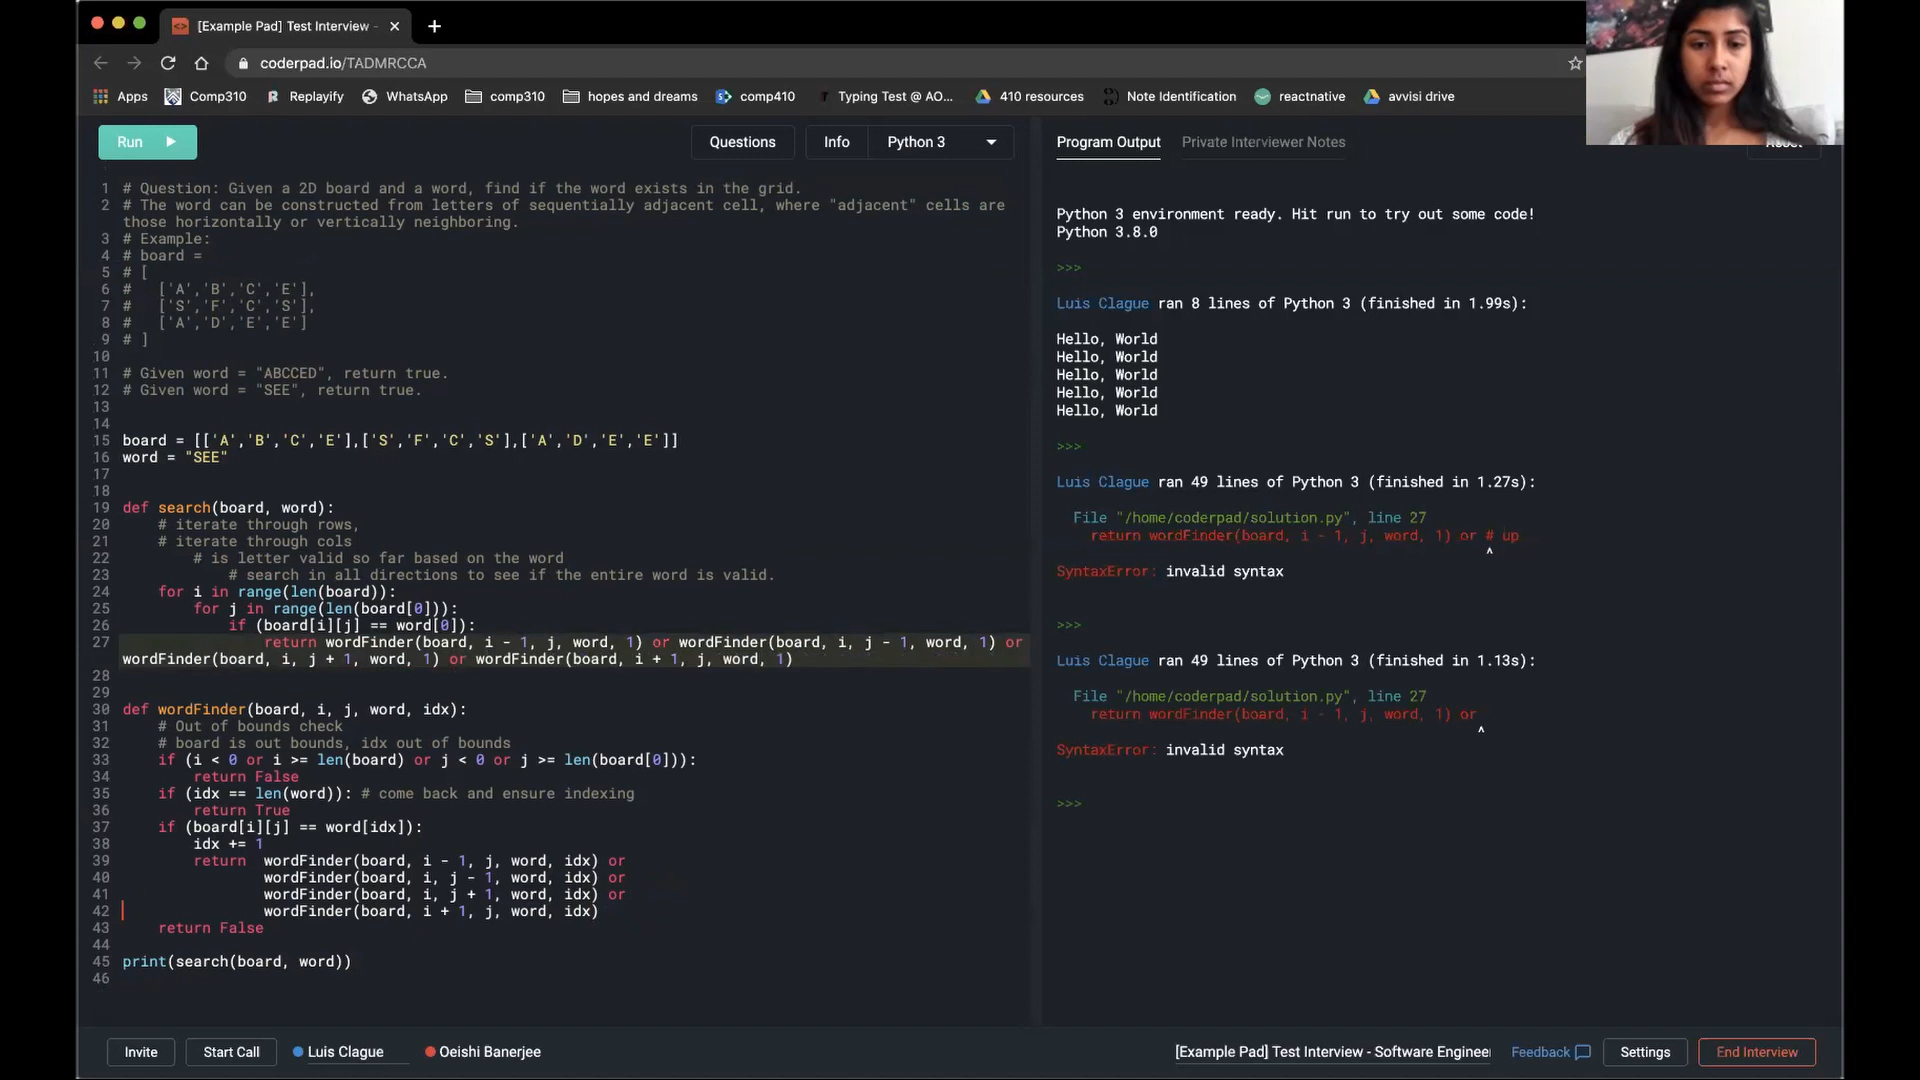 [Example Pad] Test Interview -
coderpad.io/TADMRCCA
Apps Comp310 Replayify WhatsApp comp310 hopes and dreams comp410 Typing Test @ AO... 410 resources Note Identification reactnative avvisi drive
Run Questions Info Python 3
1 # Question: Given a 2D board and a word, find if the word exists in the grid.
2 # The word can be constructed from letters of sequentially adjacent cell, where "adjacent" cells are
those horizontally or vertically neighboring.
3 # Example:
4 # board =
5 # [
6 #   ['A','B','C','E'],
7 #   ['S','F','C','S'],
8 #   ['A','D','E','E']
9 # ]
10
11 # Given word = "ABCCED", return true.
12 # Given word = "SEE", return true.
13
14
15 board = [['A','B','C','E'],['S','F','C','S'],['A','D','E','E']]
16 word = "SEE"
17
18
19 def search(board, word):
20     # iterate through rows,
21     # iterate through cols
22         # is letter valid so far based on the word
23             # search in all directions to see if the entire word is valid.
24     for i in range(len(board)):
25         for j in range(len(board[0])):
26             if (board[i][j] == word[0]):
27                 return wordFinder(board, i - 1, j, word, 1) or wordFinder(board, i, j - 1, word, 1) or
wordFinder(board, i, j + 1, word, 1) or wordFinder(board, i + 1, j, word, 1)
28
29
30 def wordFinder(board, i, j, word, idx):
31     # Out of bounds check
32     # board is out bounds, idx out of bounds
33     if (i < 0 or i >= len(board) or j < 0 or j >= len(board[0])):
34         return False
35     if (idx == len(word)): # come back and ensure indexing
36         return True
37     if (board[i][j] == word[idx]):
38         idx += 1
39         return  wordFinder(board, i - 1, j, word, idx) or
40                 wordFinder(board, i, j - 1, word, idx) or
41                 wordFinder(board, i, j + 1, word, idx) or
42                 wordFinder(board, i + 1, j, word, idx)
43     return False
44
45 print(search(board, word))
46
Program Output Private Interviewer Notes
Python 3 environment ready. Hit run to try out some code!
Python 3.8.0
>>>
Luis Clague ran 8 lines of Python 3 (finished in 1.99s):
Hello, World
Hello, World
Hello, World
Hello, World
Hello, World
>>>
Luis Clague ran 49 lines of Python 3 (finished in 1.27s):
File "/home/coderpad/solution.py", line 27
return wordFinder(board, i - 1, j, word, 1) or # up
^
SyntaxError: invalid syntax
>>>
Luis Clague ran 49 lines of Python 3 (finished in 1.13s):
File "/home/coderpad/solution.py", line 27
return wordFinder(board, i - 1, j, word, 1) or
^
SyntaxError: invalid syntax
>>>
Invite Start Call Luis Clague Oeishi Banerjee [Example Pad] Test Interview - Software Enginee Feedback Settings End Interview